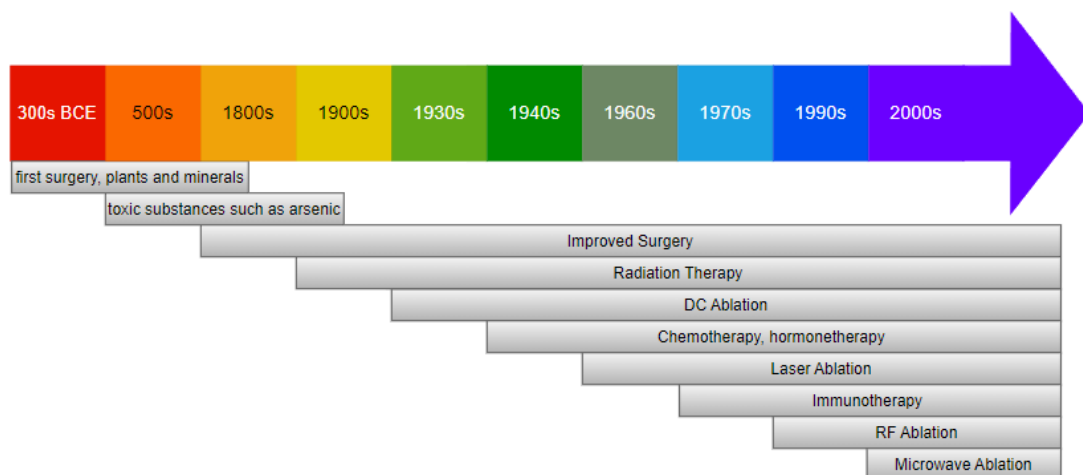 300s BCE 500s 1800s 1900s 1930s 1940s 1960s 1970s 1990s 2000s
first surgery, plants and minerals
toxic substances such as arsenic
Improved Surgery
Radiation Therapy
DC Ablation
Chemotherapy, hormonetherapy
Laser Ablation
Immunotherapy
RF Ablation
Microwave Ablation